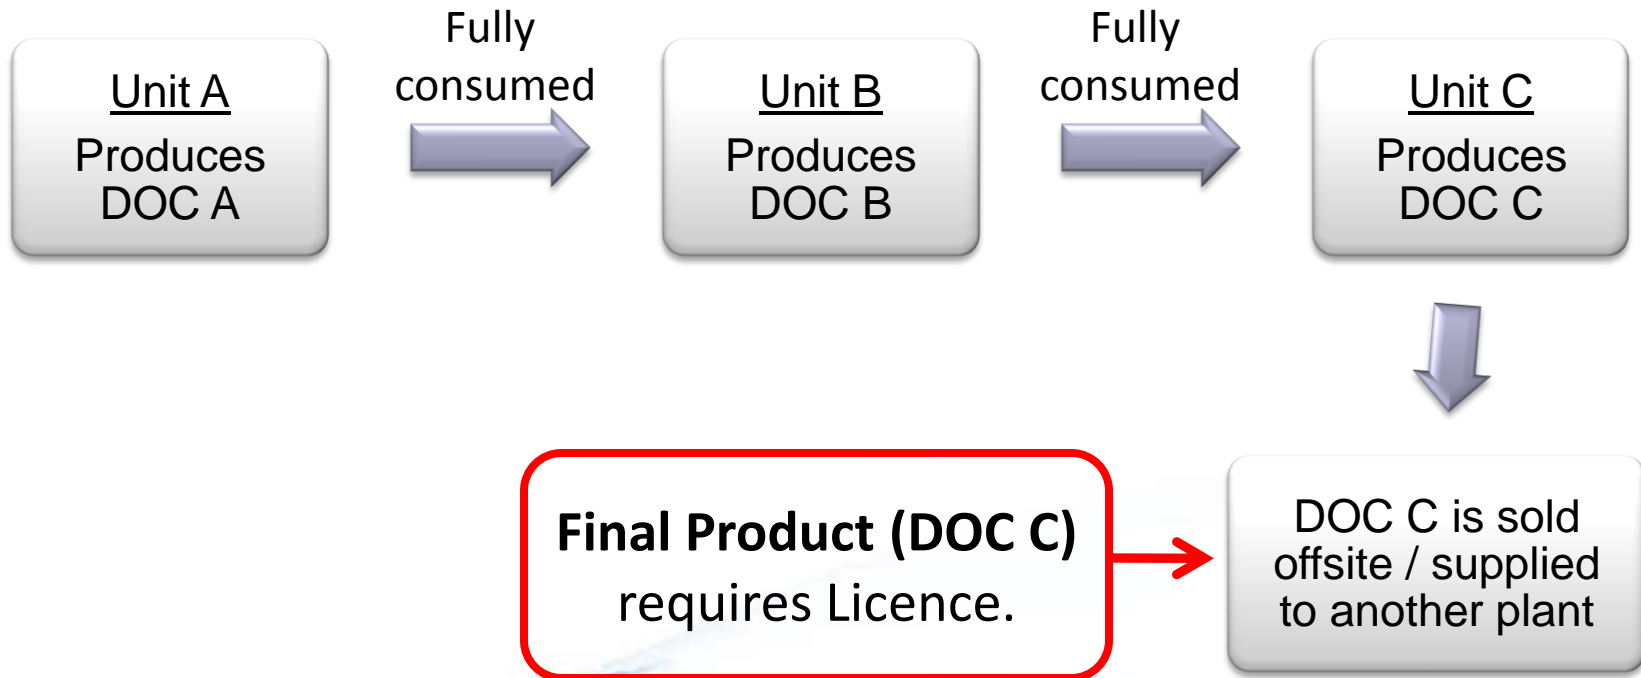 Unit A
Produces
DOC A
Fully
consumed
Unit B
Produces
DOC B
Fully
consumed
Unit C
Produces
DOC C
Final Product (DOC C)
requires Licence.
DOC C is sold
offsite / supplied
to another plant